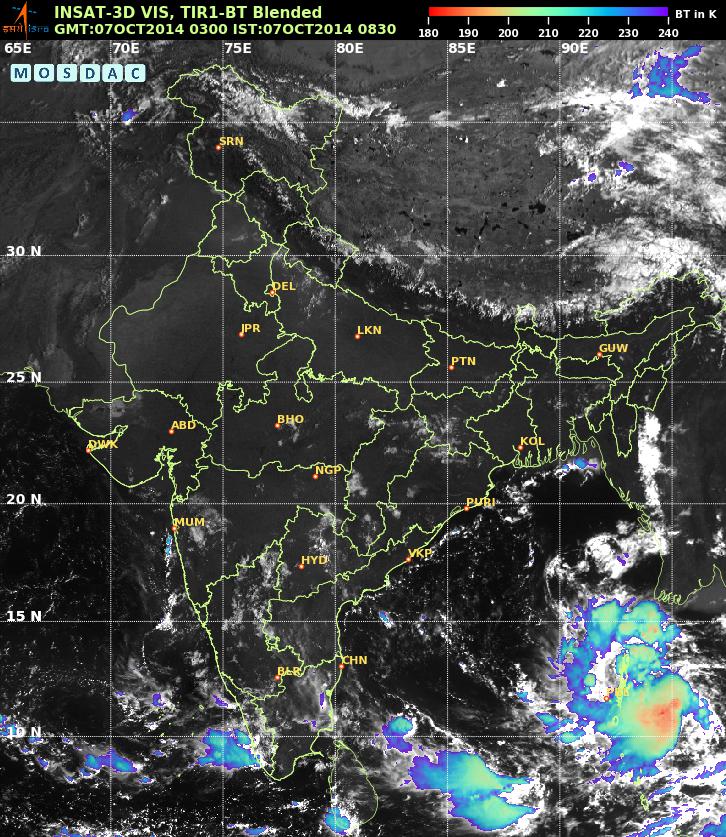 INSAT-3D VIS, TIR1-BT Blended
GMT:07OCT2014 0300 IST:07OCT2014 0830
BT in K
180 190 200 210 220 230 240
65E 70E 75E 80E 85E 90E
MOSDAC
SRN
30 N
DEL
JPR LKN
GUW
PTN
25 N
ABD BHO
DWK KOL
NGP
20 N PURI
MUM
HYD VKP
15 N
BLR CHN
PBL
10 N